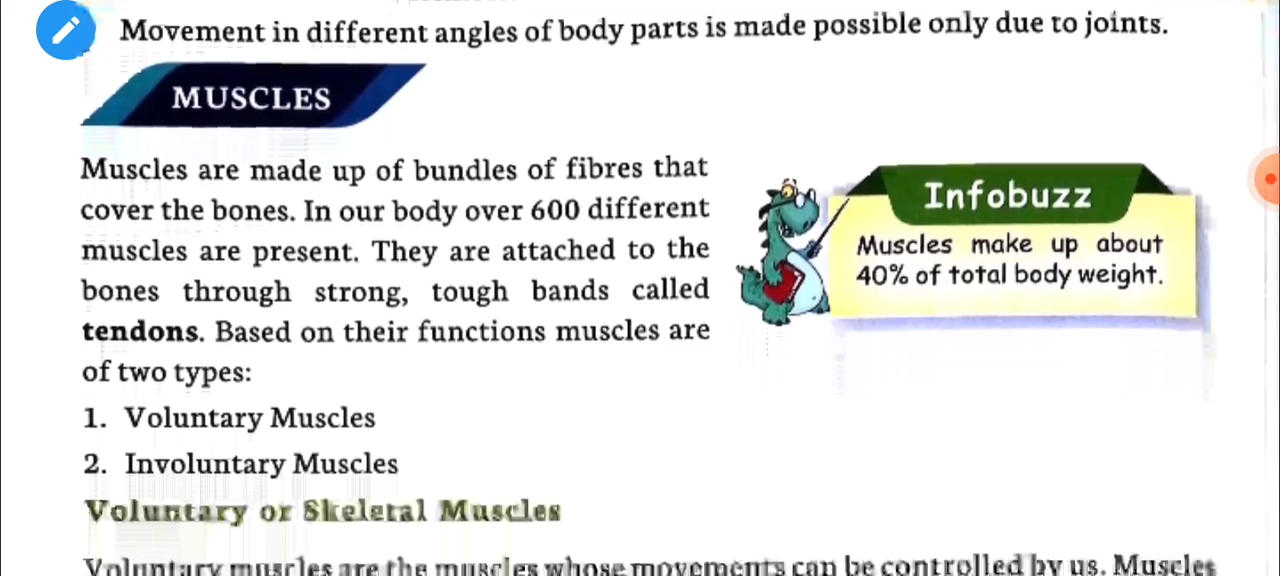 Movement in different angles of body parts is made possible only due to joints.
MUSCLES
Muscles are made up of bundles of fibres that
cover the bones. In our body over 600 different
muscles are present. They are attached to the
bones through strong, tough bands called
tendons. Based on their functions muscles are
of two types:
1. Voluntary Muscles
2. Involuntary Muscles
Infobuzz
Muscles make up about
40% of total body weight.
Voluntary or Skeletal Muscles
Voluntary muscles are the muscles whose movements can be controlled by us. Muscles